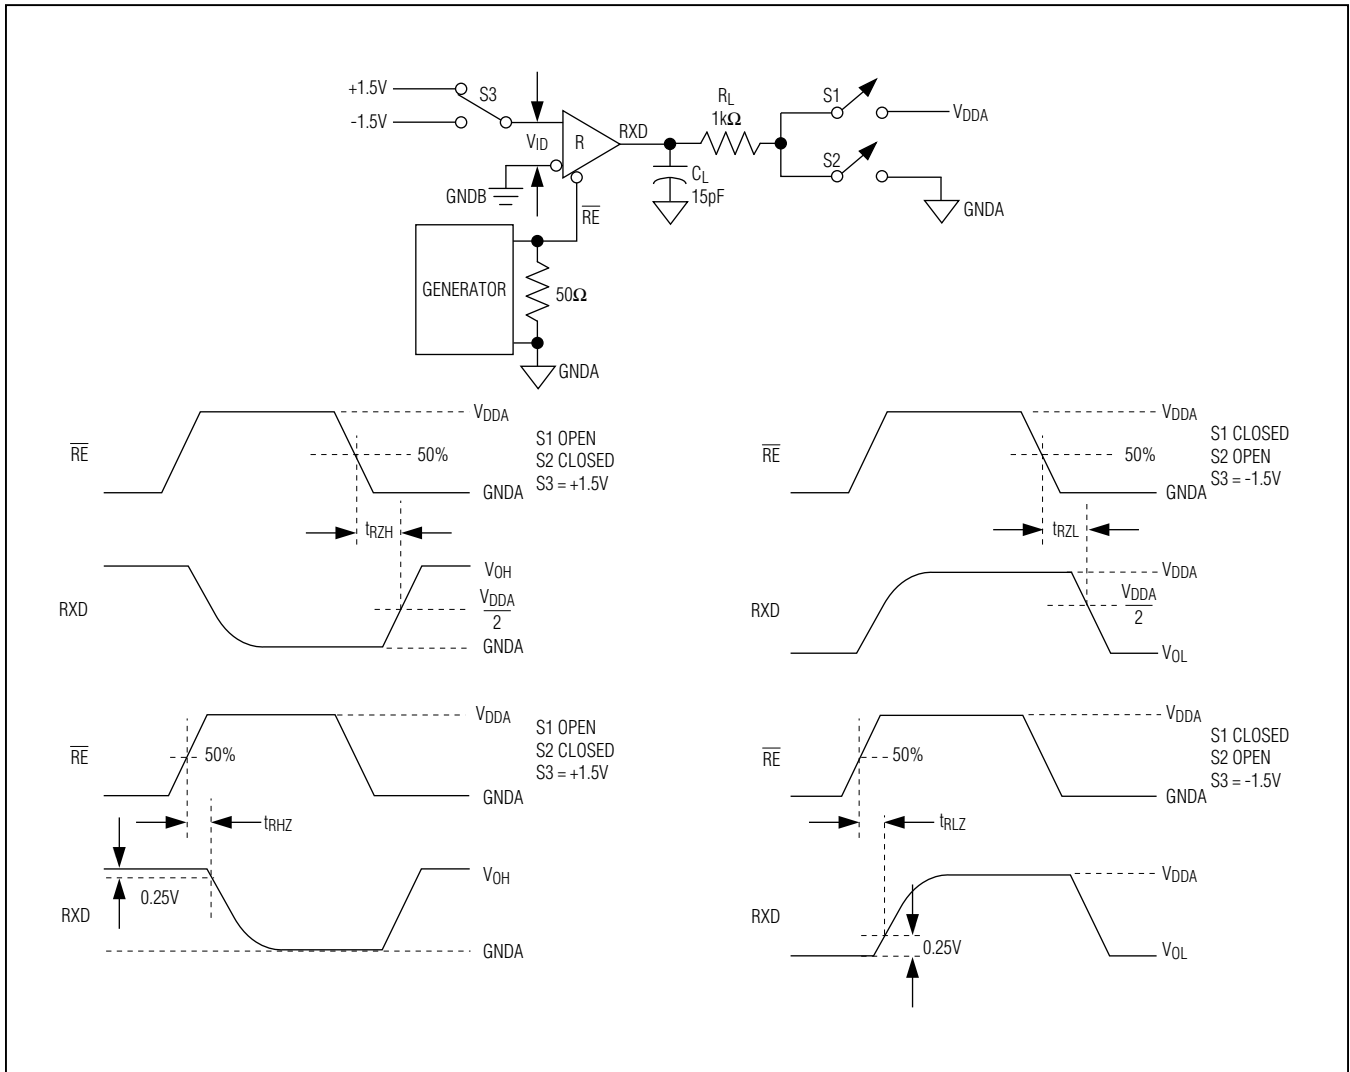 +1.5V
-1.5V
S3
VID
R
RXD
RL
1kΩ
S1
VDDA
S2
GNDA
CL
15pF
GNDB
RE
GENERATOR
50Ω
GNDA
RE
VDDA
50%
GNDA
S1 OPEN
S2 CLOSED
S3 = +1.5V
tRZH
RXD
VOH
VDDA
2
GNDA
RE
VDDA
50%
GNDA
S1 CLOSED
S2 OPEN
S3 = -1.5V
tRZL
RXD
VDDA
VDDA
2
VOL
RE
VDDA
50%
GNDA
S1 OPEN
S2 CLOSED
S3 = +1.5V
tRHZ
RXD
0.25V
VOH
GNDA
RE
VDDA
50%
GNDA
S1 CLOSED
S2 OPEN
S3 = -1.5V
tRLZ
RXD
VDDA
0.25V
VOL